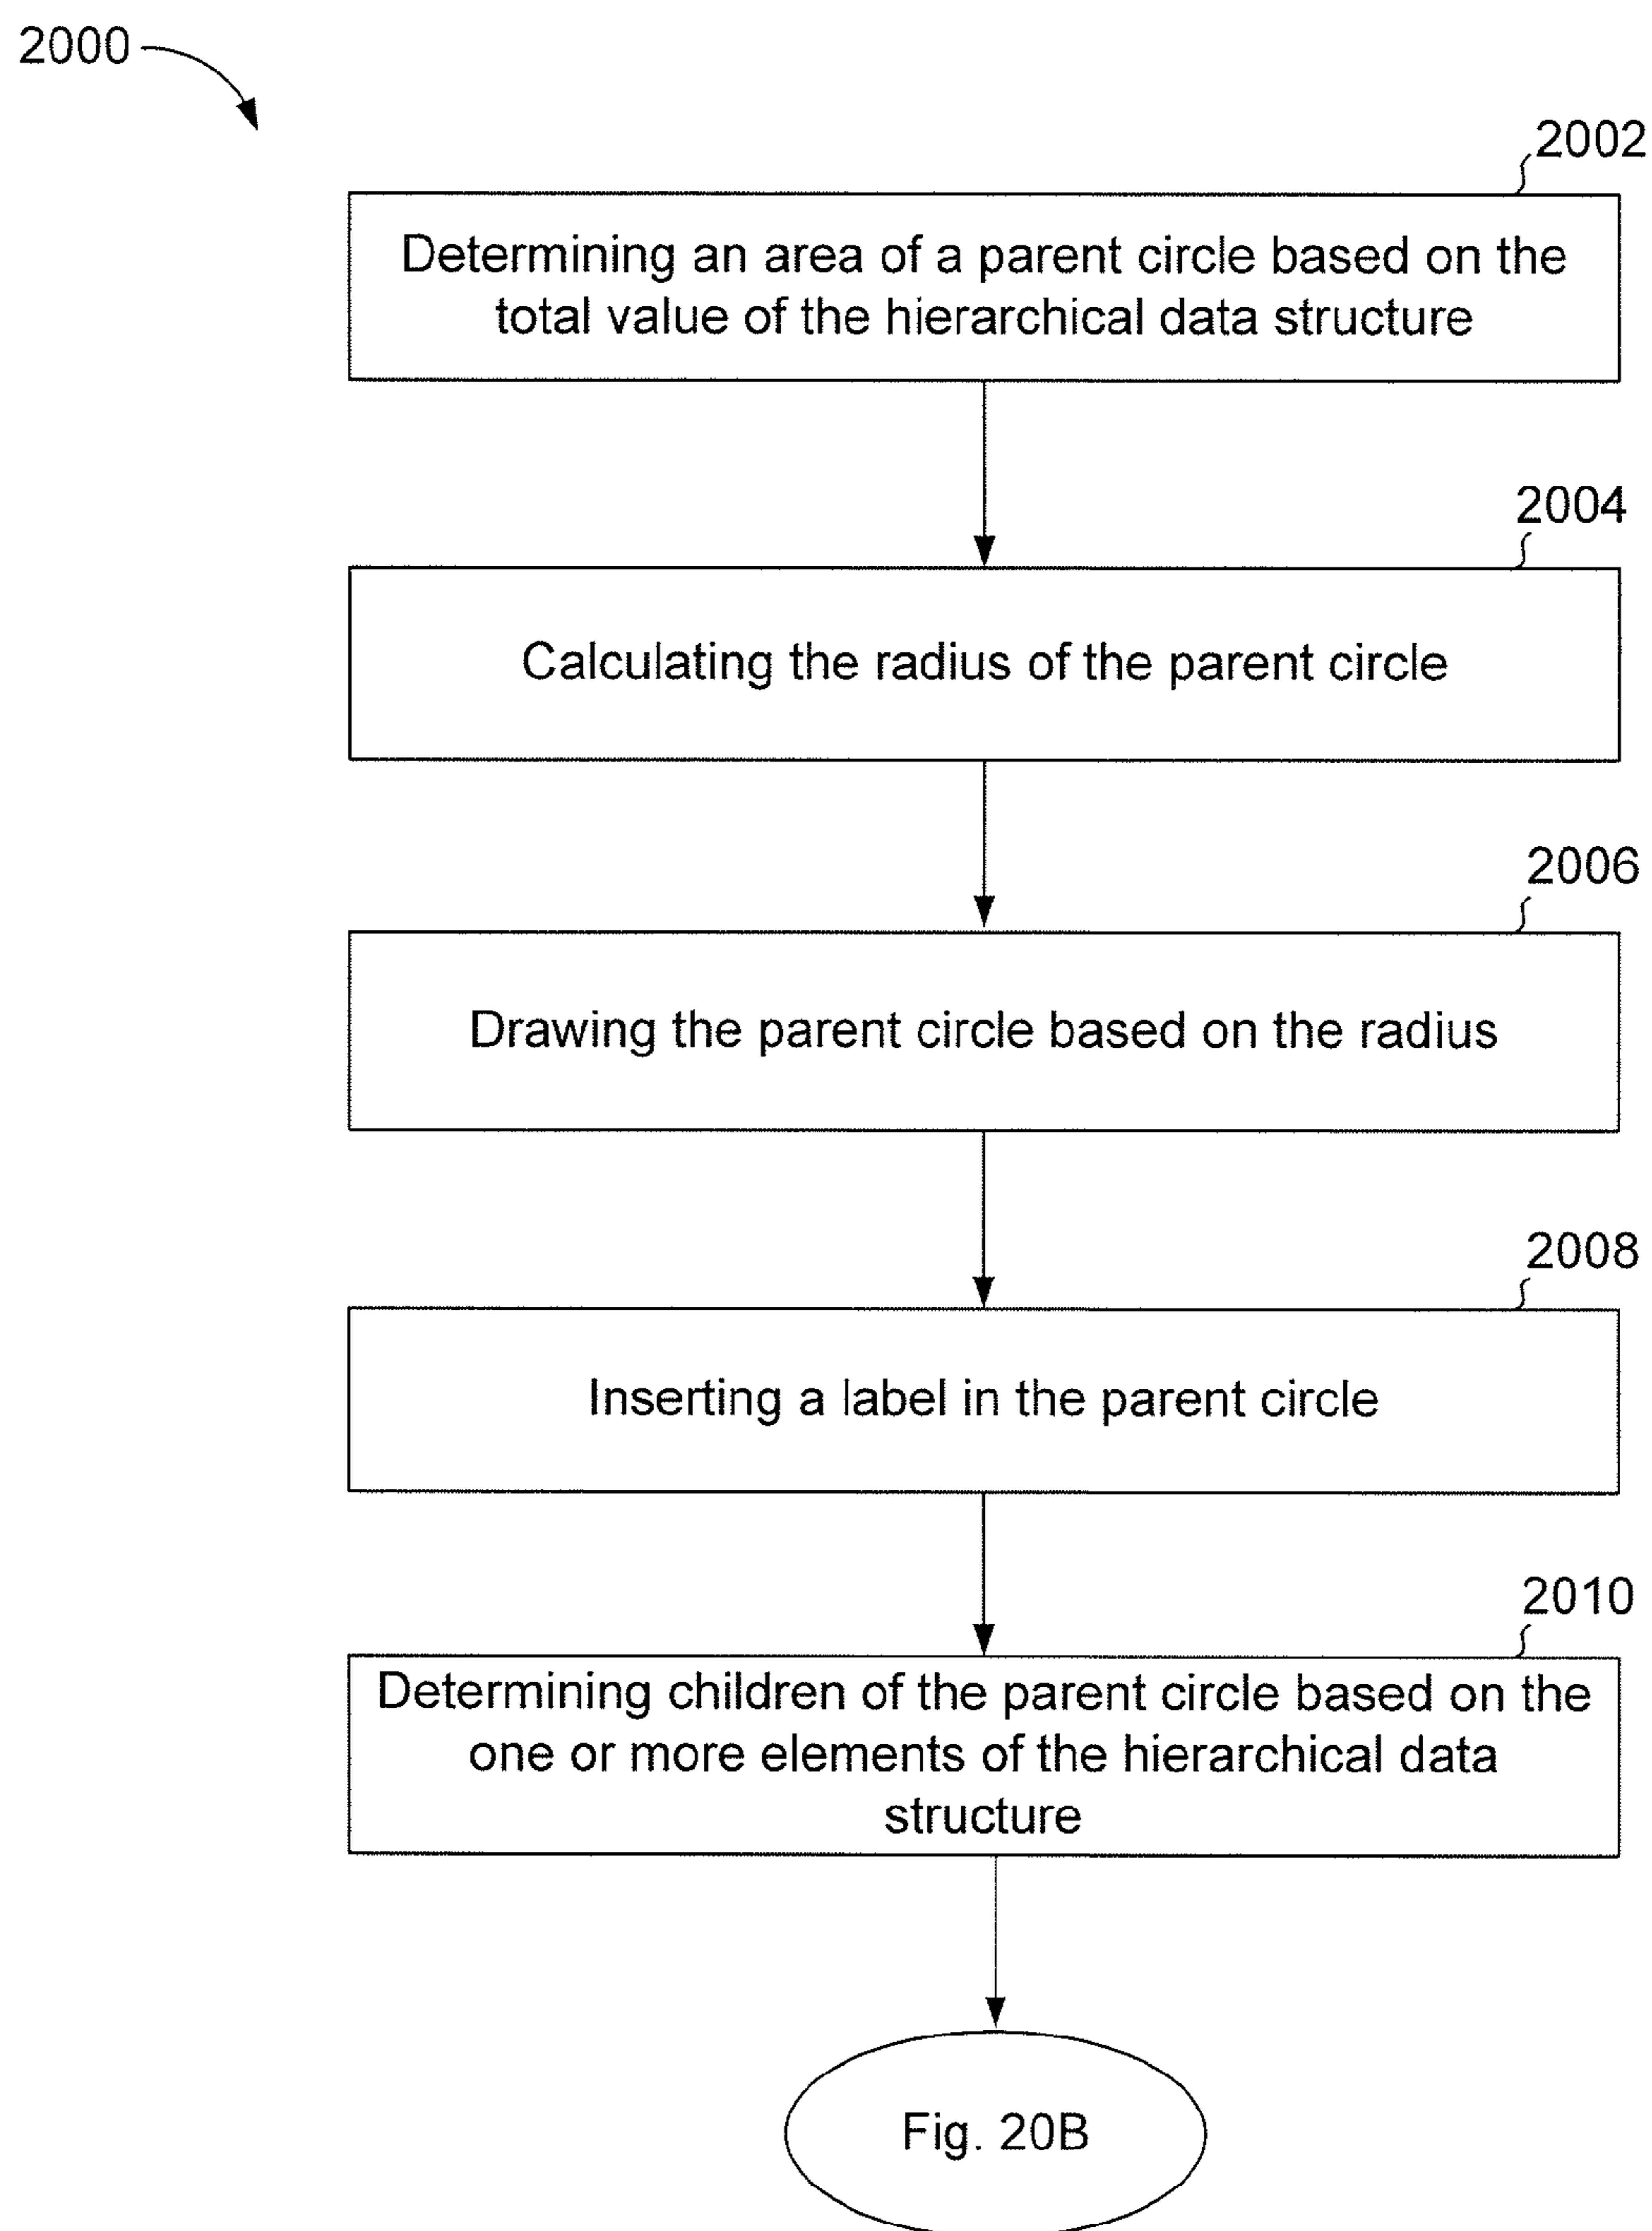 2000
2002
Determining an area of a parent circle based on the
total value of the hierarchical data structure
2004
Calculating the radius of the parent circle
2006
Drawing the parent circle based on the radius
2008
Inserting a label in the parent circle
2010
Determining children of the parent circle based on the
one or more elements of the hierarchical data
structure
Fig. 20B